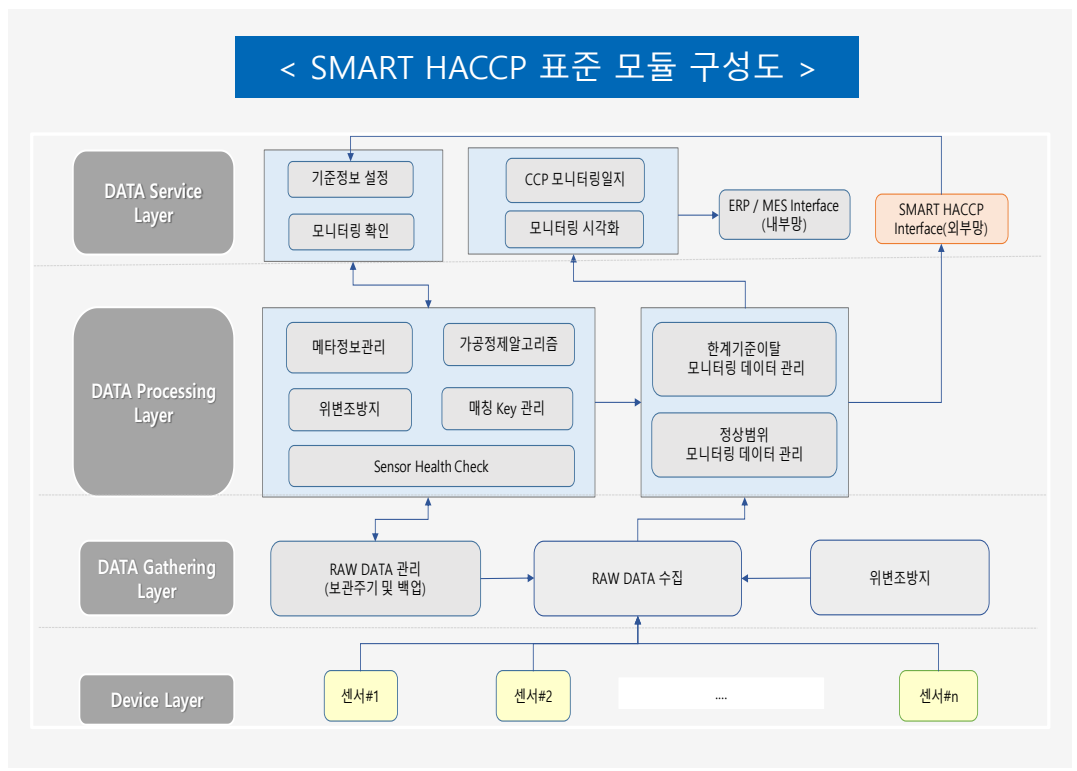 < SMART HACCP 표준 모듈 구성도 >
DATA Service
Layer
기준정보 설정
모니터링 확인
CCP 모니터링일지
모니터링 시각화
ERP / MES Interface
(내부망)
SMART HACCP
Interface(외부망)
DATA Processing
Layer
메타정보관리
가공정제알고리즘
위변조방지
매칭 Key 관리
Sensor Health Check
한계기준이탈
모니터링 데이터 관리
정상범위
모니터링 데이터 관리
DATA Gathering
Layer
RAW DATA 관리
(보관주기 및 백업)
RAW DATA 수집
위변조방지
Device Layer
센서#1
센서#2
....
센서#n